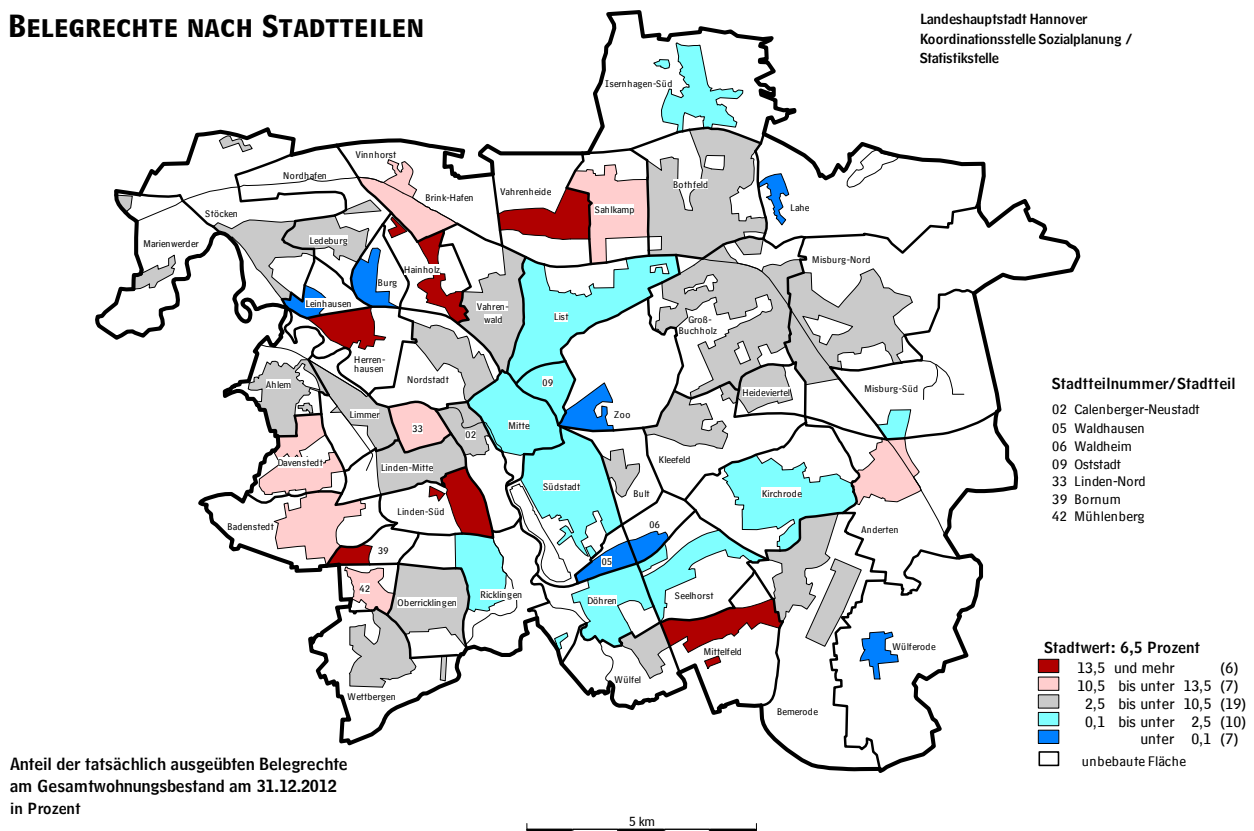 BELEGRECHTE NACH STADTTEILEN
Landeshauptstadt Hannover
Koordinationsstelle Sozialplanung /
Statistikstelle
Isernhagen-Süd
Vinnhorst
Nordhafen
Brink-Hafen
Vahrenheide
Sahlkamp
Bothfeld
Lahe
Stöcken
Marienwerder
Ledeburg
Burg
Hainholz
Leinhausen
Vahren-
wald
List
Groß-
Buchholz
Misburg-Nord
Herren-
hausen
Nordstadt
Ahlem
Limmer
33
02
Mitte
09
Zoo
Heideviertel
Misburg-Süd
Davenstedt
Linden-Mitte
Kleefeld
Südstadt
Bult
Kirchrode
Badenstedt
Linden-Süd
39
06
05
Anderten
42
Oberricklingen
Ricklingen
Döhren
Seelhorst
Mittelfeld
Wülferode
Wettbergen
Wülfel
Bemerode
Stadtteilnummer/Stadtteil
02 Calenberger-Neustadt
05 Waldhausen
06 Waldheim
09 Oststadt
33 Linden-Nord
39 Bornum
42 Mühlenberg
Stadtwert: 6,5 Prozent
13,5 und mehr (6)
10,5 bis unter 13,5 (7)
2,5 bis unter 10,5 (19)
0,1 bis unter 2,5 (10)
unter 0,1 (7)
unbebaute Fläche
Anteil der tatsächlich ausgeübten Belegrechte
am Gesamtwohnungsbestand am 31.12.2012
in Prozent
5 km